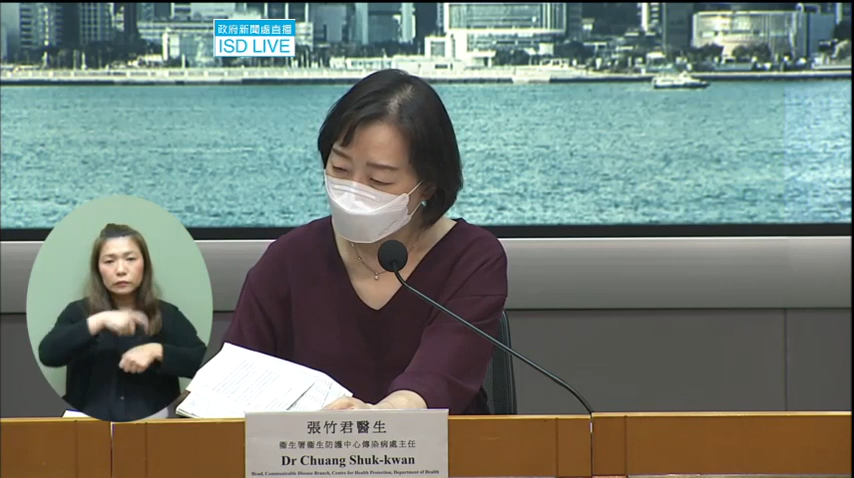 政府新聞處直播
ISD LIVE
張竹君醫生
衞生署衞生防護中心傳染病處主任
Dr Chuang Shuk-kwan
Head, Communicable Disease Branch, Centre for Health Protection, Department of Health